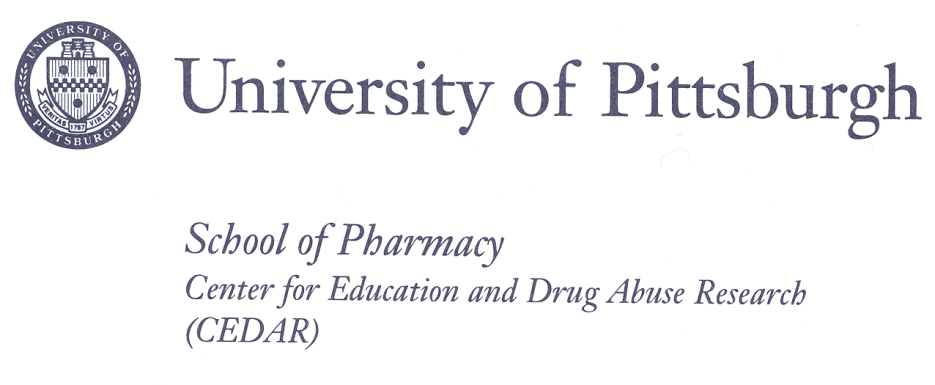 UNIVERSITY OF
PITTSBURGH
VERITAS 1787 VIRTUS
University of Pittsburgh
School of Pharmacy
Center for Education and Drug Abuse Research
(CEDAR)